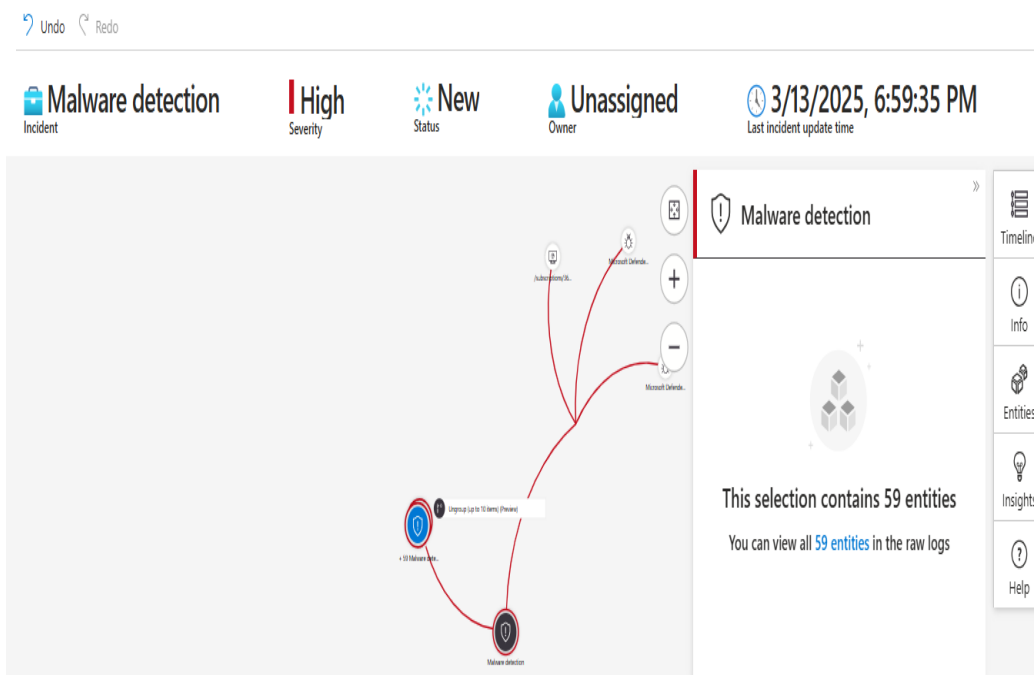 Undo Redo
Malware detection
Incident
High
Severity
New
Status
Unassigned
Owner
3/13/2025, 6:59:35 PM
Last incident update time
Malware detection
/subscriptions/36...
Microsoft Defende...
Microsoft Defende...
Ungroup (up to 10 items) (Preview)
Malware dete...
Malware detection
This selection contains 59 entities
You can view all 59 entities in the raw logs
Timeline
Info
Entities
Insights
Help